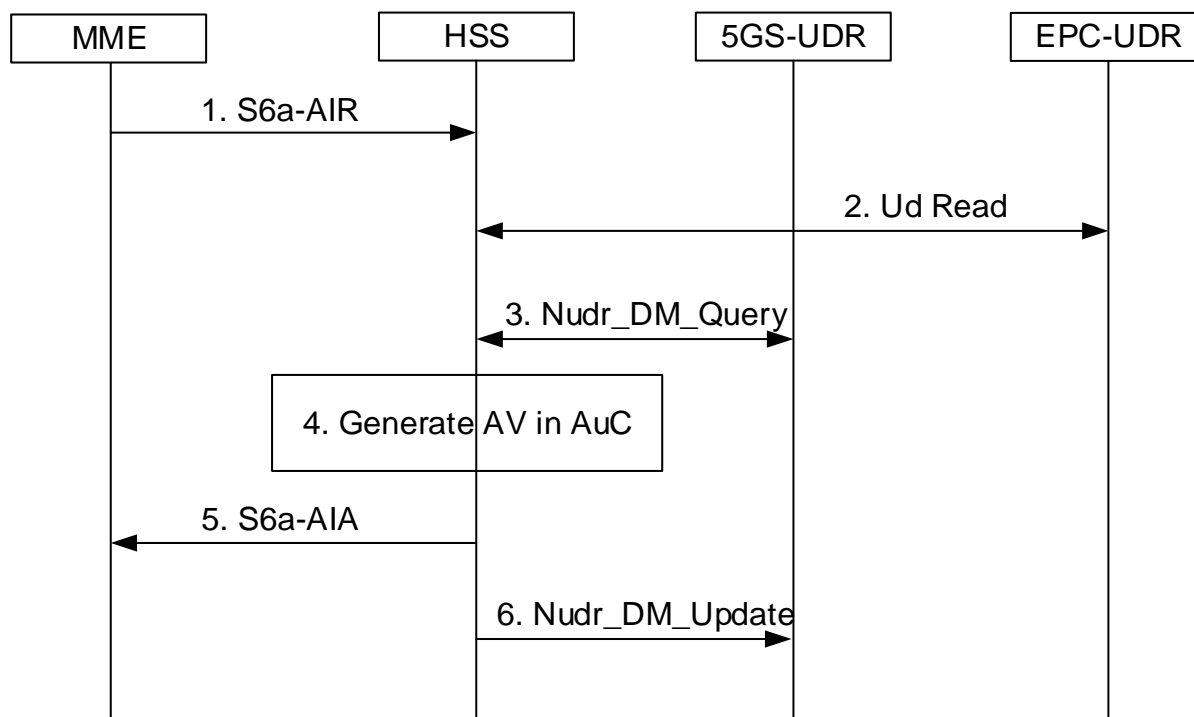 MME
HSS
5GS-UDR
EPC-UDR
1. S6a-AIR
2. Ud Read
3. Nudr_DM_Query
4. Generate AV in AuC
5. S6a-AIA
6. Nudr_DM_Update